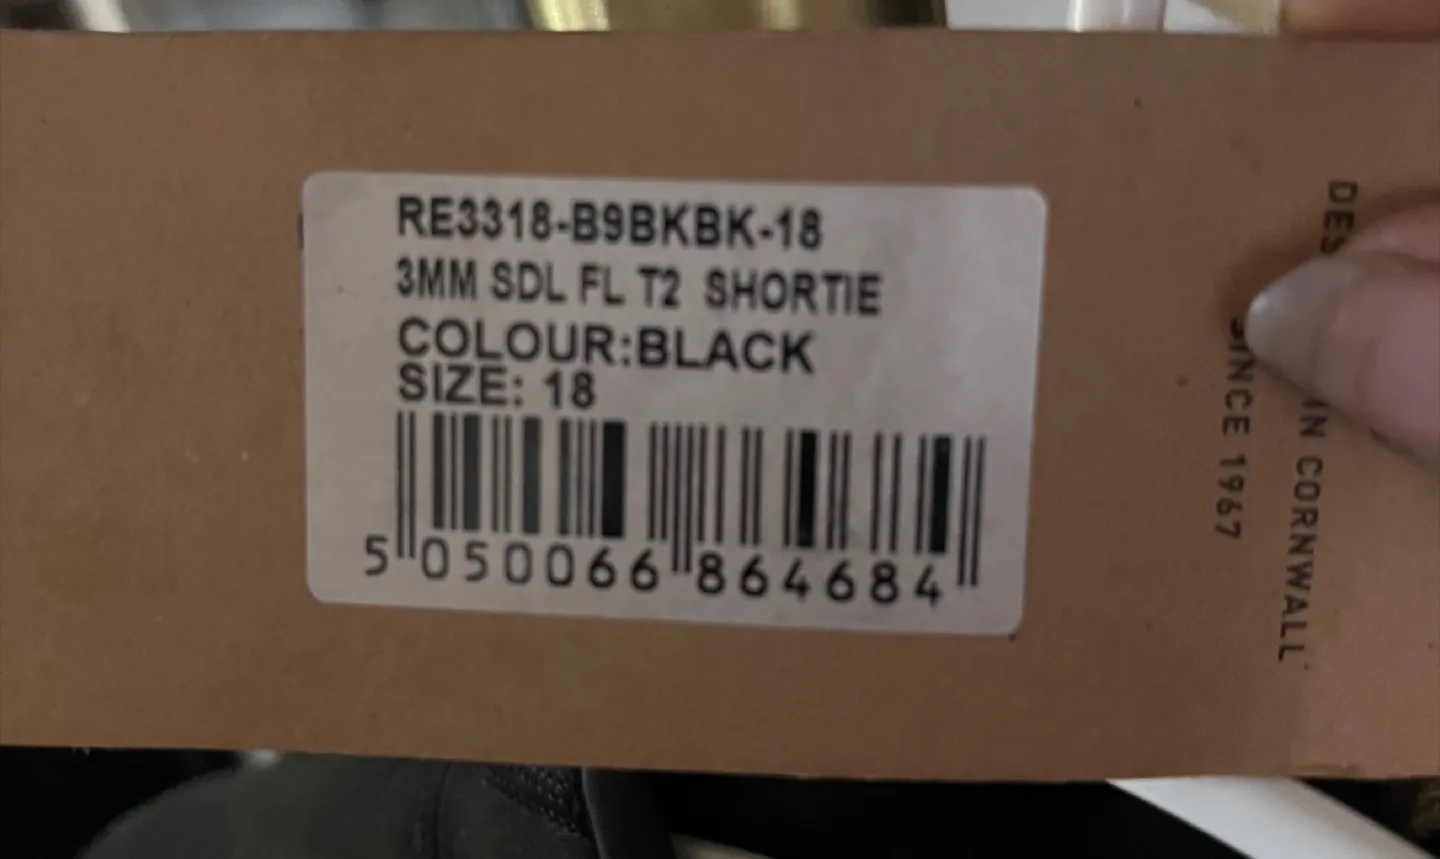 RE3318-B9BKBK-18
3MM SDL FL T2 SHORTIE
COLOUR:BLACK
SIZE: 18
5 050066 864684
IN CORNWALL
SINCE 1967